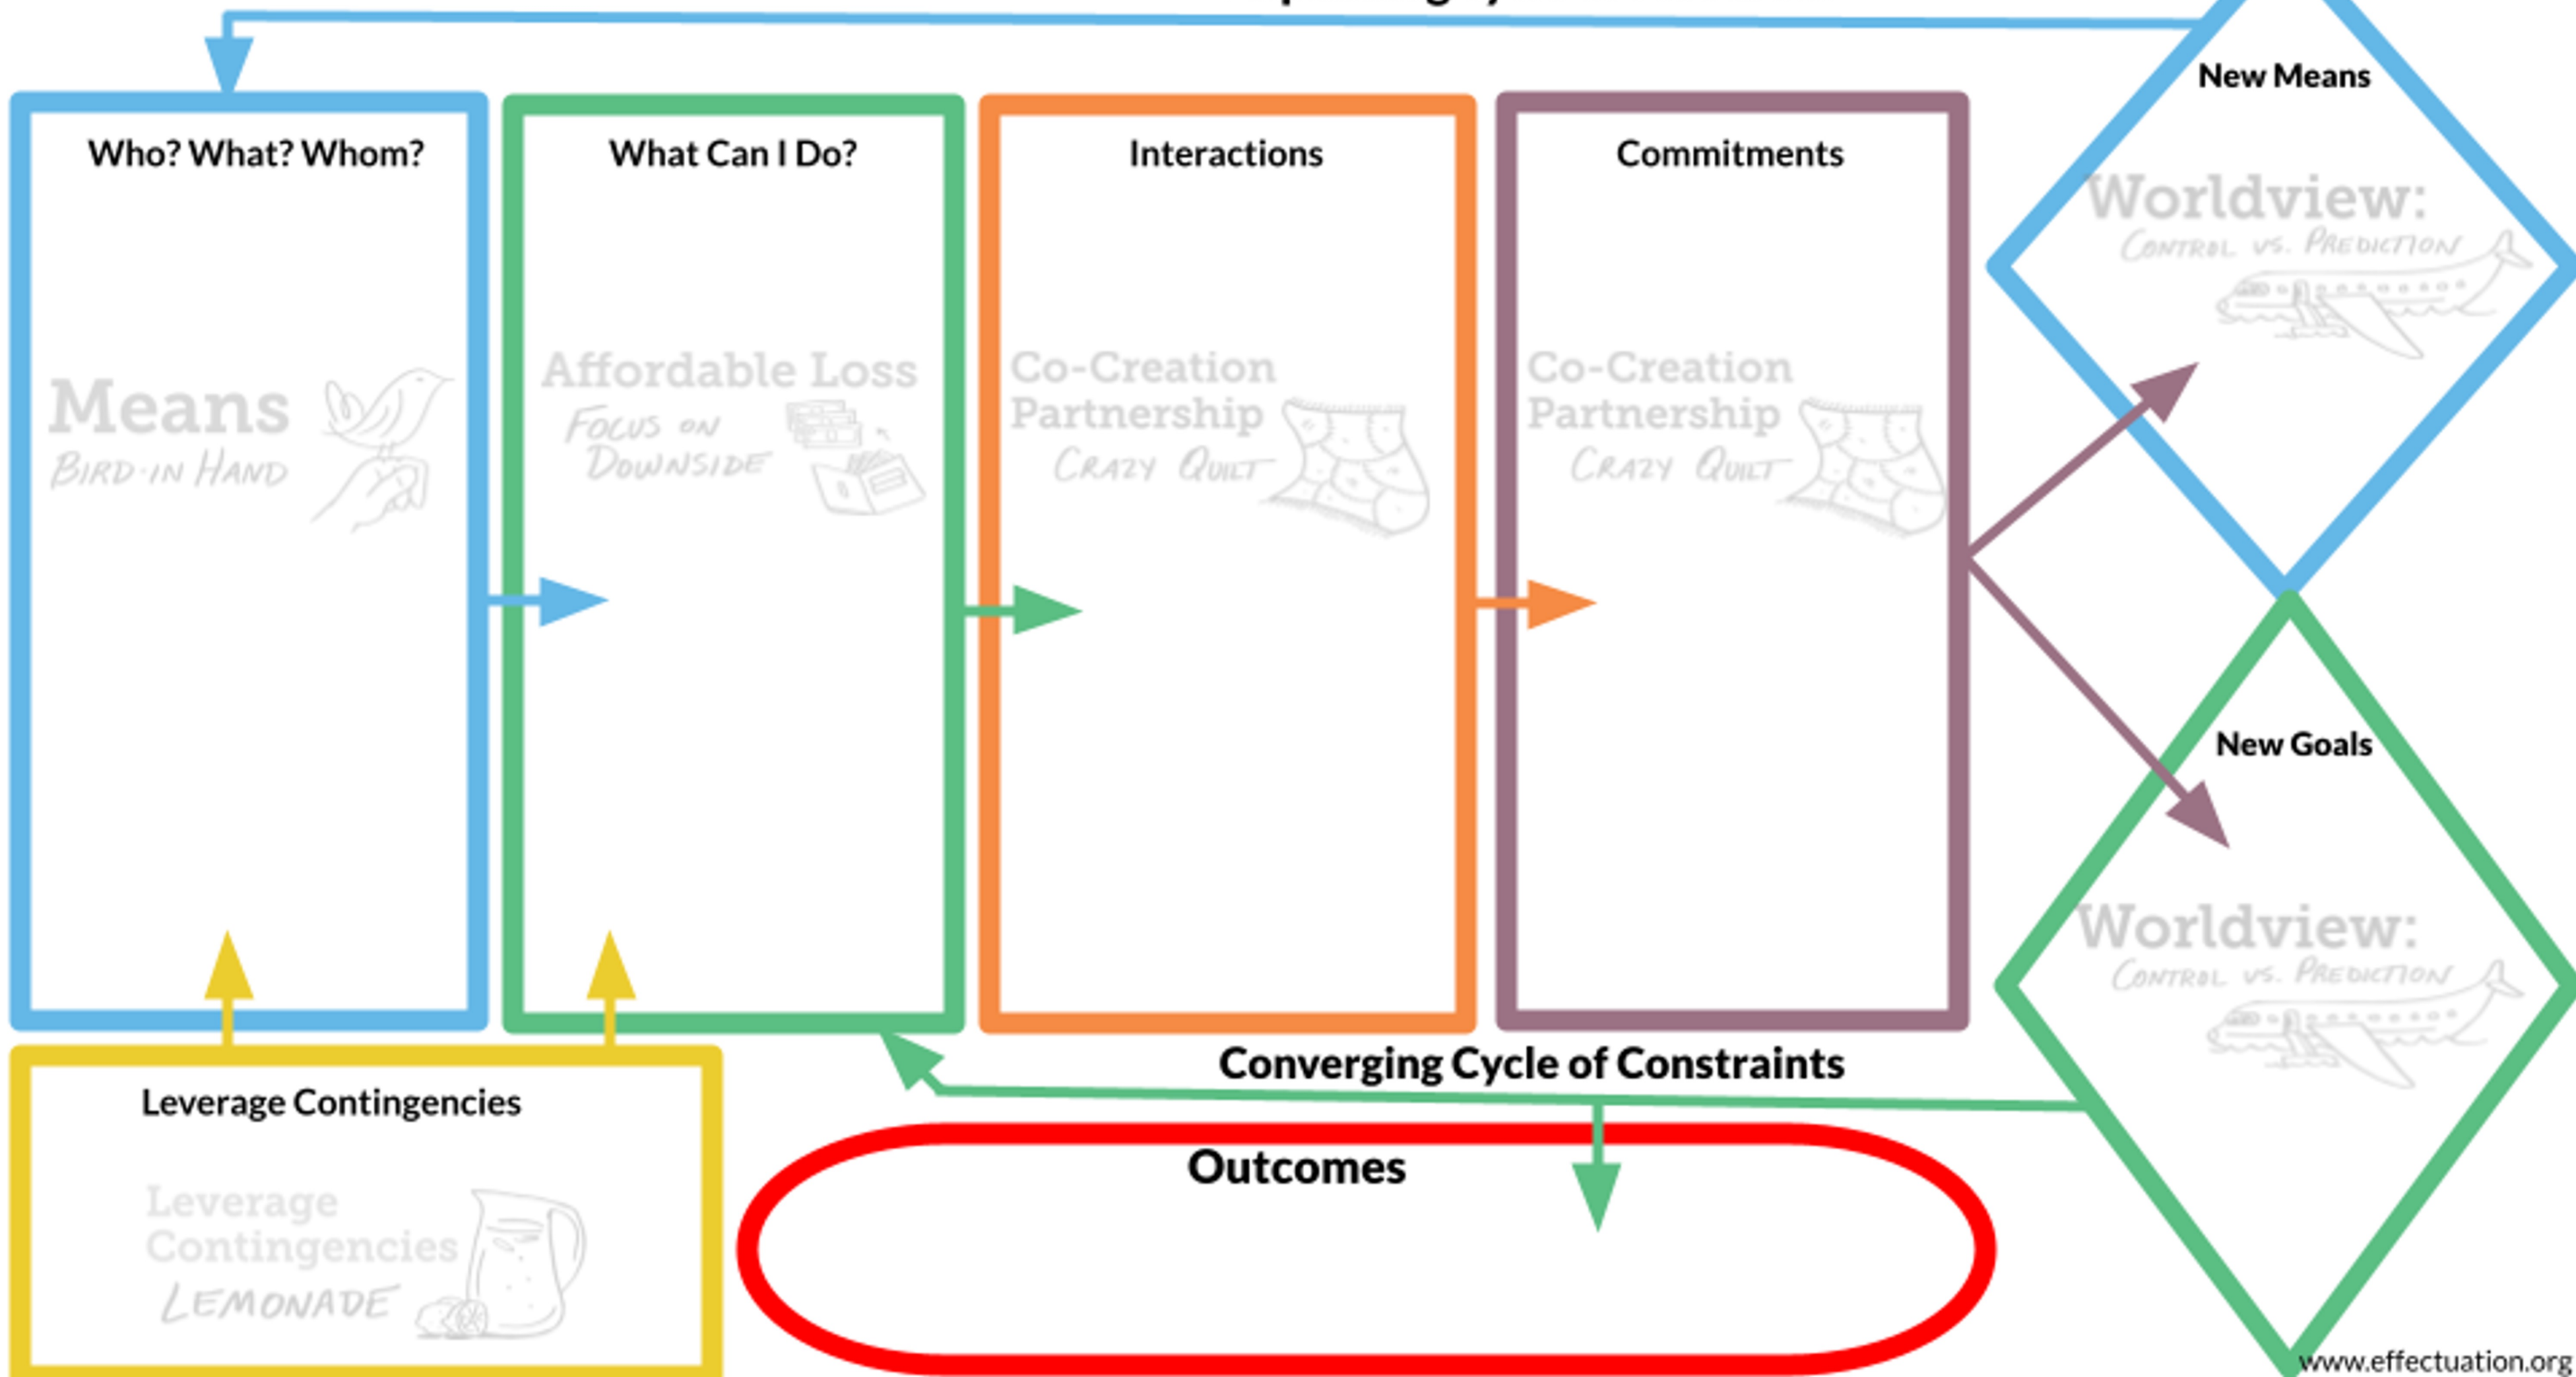 New Means
Who? What? Whom?
What Can I Do?
Interactions
Commitments
Worldview:
CONTROL VS. PREDICTION
Means
BIRD-IN HAND
Affordable Loss
FOCUS ON
DOWNSIDE
Co-Creation
Partnership
CRAZY QUILT
Co-Creation
Partnership
CRAZY QUILT
New Goals
Worldview:
CONTROL VS. PREDICTION
Converging Cycle of Constraints
Leverage Contingencies
Outcomes
Leverage
Contingencies
LEMONADE
www.effectuation.org